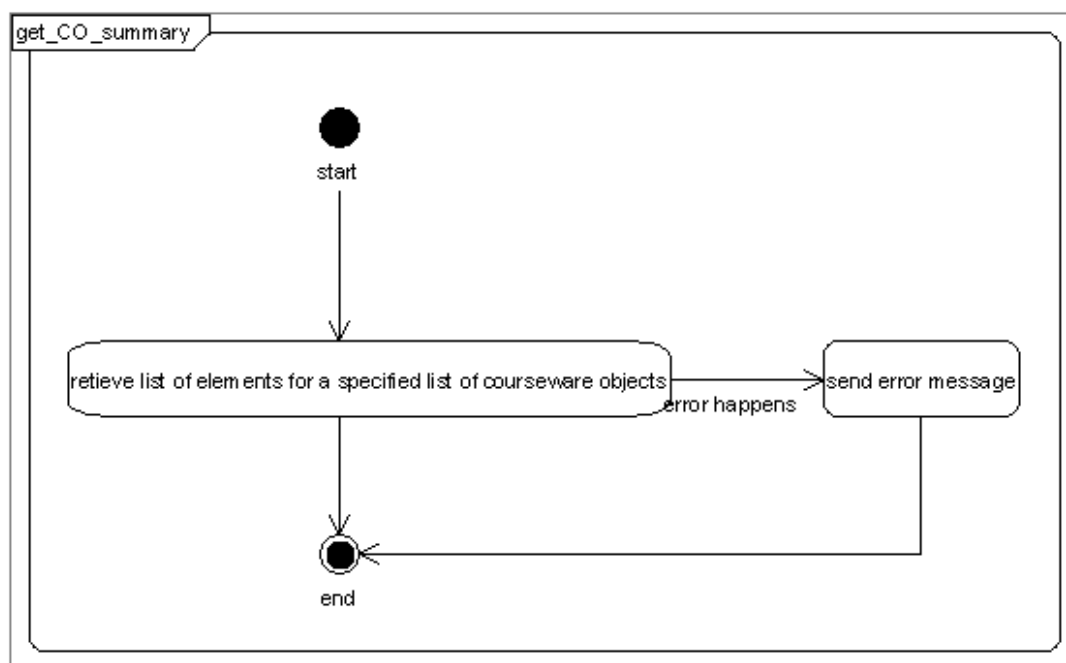 get_CO_summary
start
retieve list of elements for a specified list of courseware objects
error happens
send error message
end